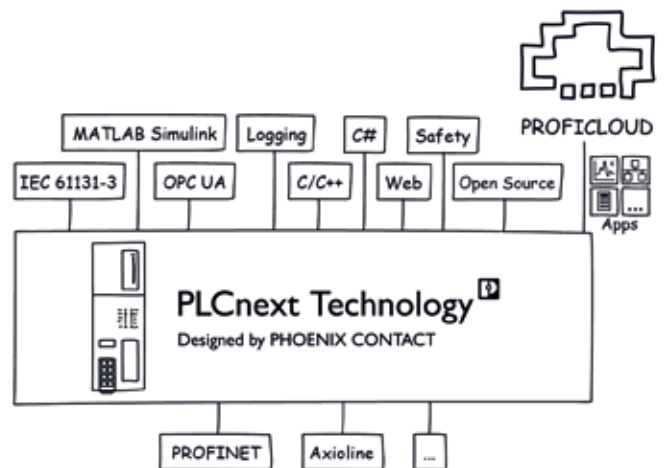 PROFICLOUD
MATLAB Simulink
Logging
C#
Safety
IEC 61131-3
OPC UA
C/C++
Web
Open Source
...
Apps
PLCnext Technology
Designed by PHOENIX CONTACT
PROFINET
Axioline
...